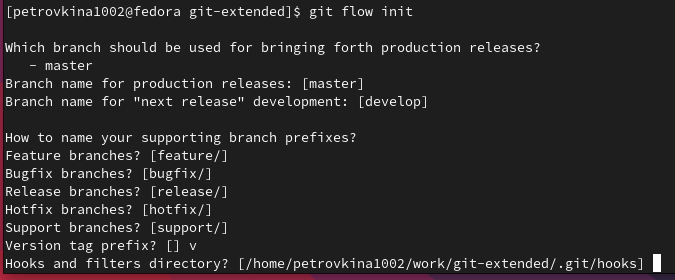 [petrovkina1002@fedora git-extended]$ git flow init
Which branch should be used for bringing forth production releases?
- master
Branch name for production releases: [master]
Branch name for "next release" development: [develop]
How to name your supporting branch prefixes?
Feature branches? [feature/]
Bugfix branches? [bugfix/]
Release branches? [release/]
Hotfix branches? [hotfix/]
Support branches? [support/]
Version tag prefix? [] v
Hooks and filters directory? [/home/petrovkina1002/work/git-extended/.git/hooks]